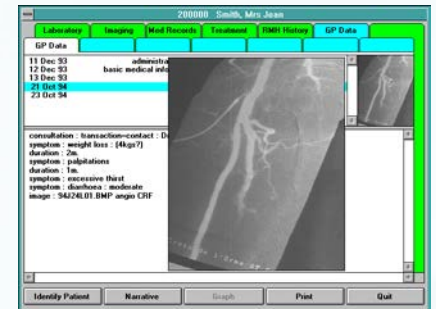 200000 Smith, Mrs Jean
Laboratory Imaging Med Records Treatment RMH History GP Data
GP Data
11 Dec 93 administra
12 Dec 93 basic medical info
13 Dec 93
21 Oct 94
23 Oct 94
consultation : transaction-contact : D
symptom : weight loss : (4kgs?)
duration : 2m.
symptom : palpitations
duration : 1m.
symptom : excessive thirst
symptom : diarrhoea : moderate
image : 94J24L01.BMP angio CRF
Identify Patient Narrative Graph Print Quit